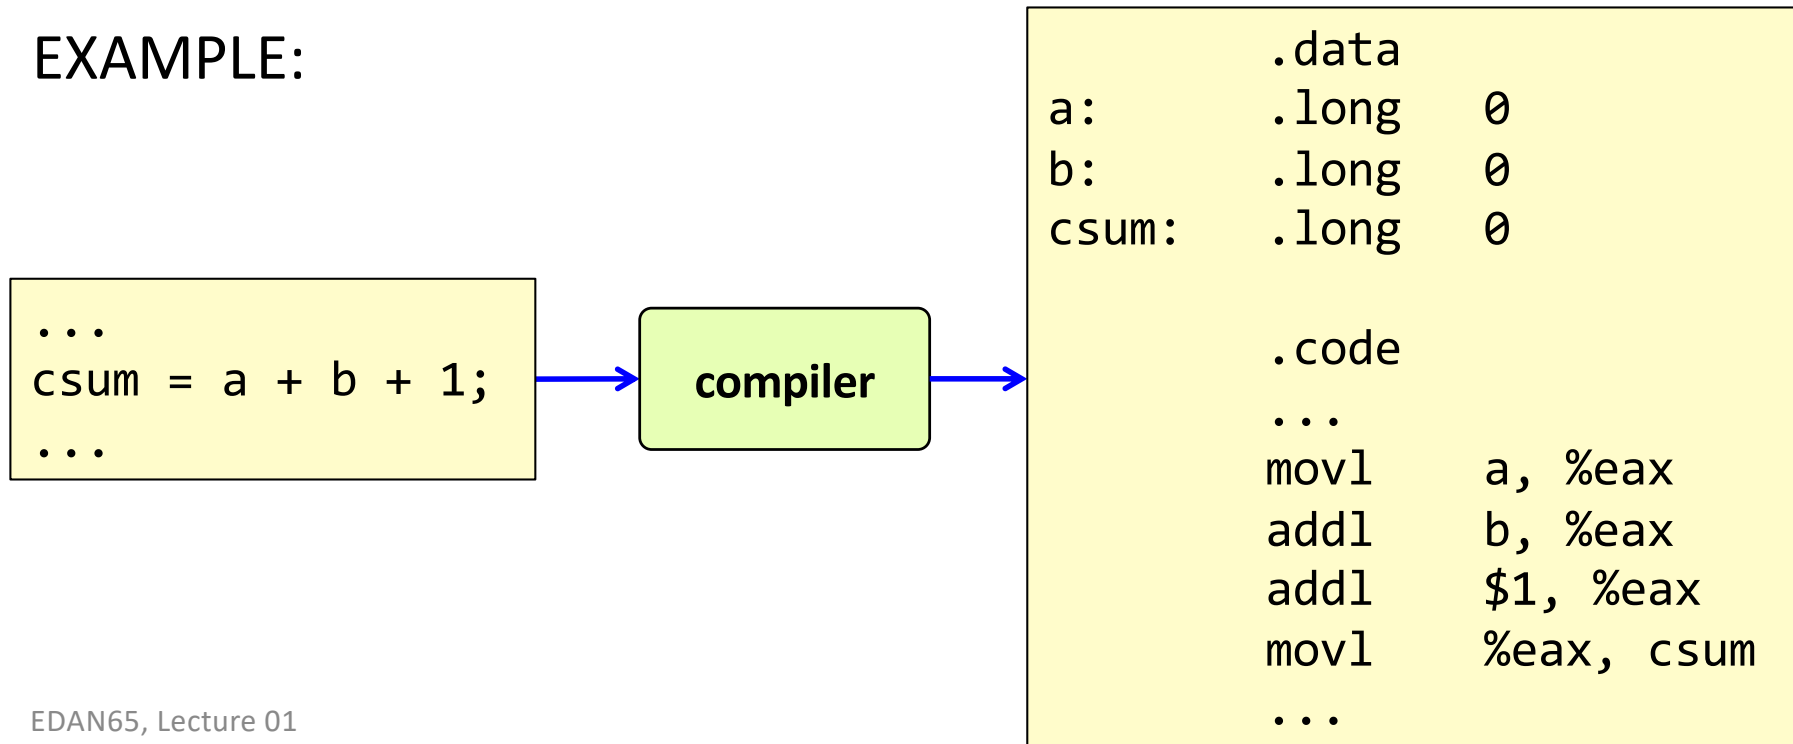 EXAMPLE:
...
csum = a + b + 1;
...
compiler
.data
a: .long 0
b: .long 0
csum: .long 0
.code
...
movl a, %eax
addl b, %eax
addl $1, %eax
movl %eax, csum
...
EDAN65, Lecture 01